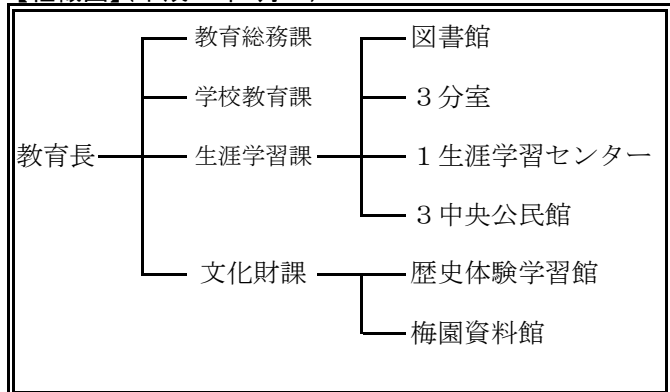 教育総務課 図書館
学校教育課 3分室
教育長 生涯学習課 1生涯学習センター
3中央公民館
文化財課 歴史体験学習館
梅園資料館